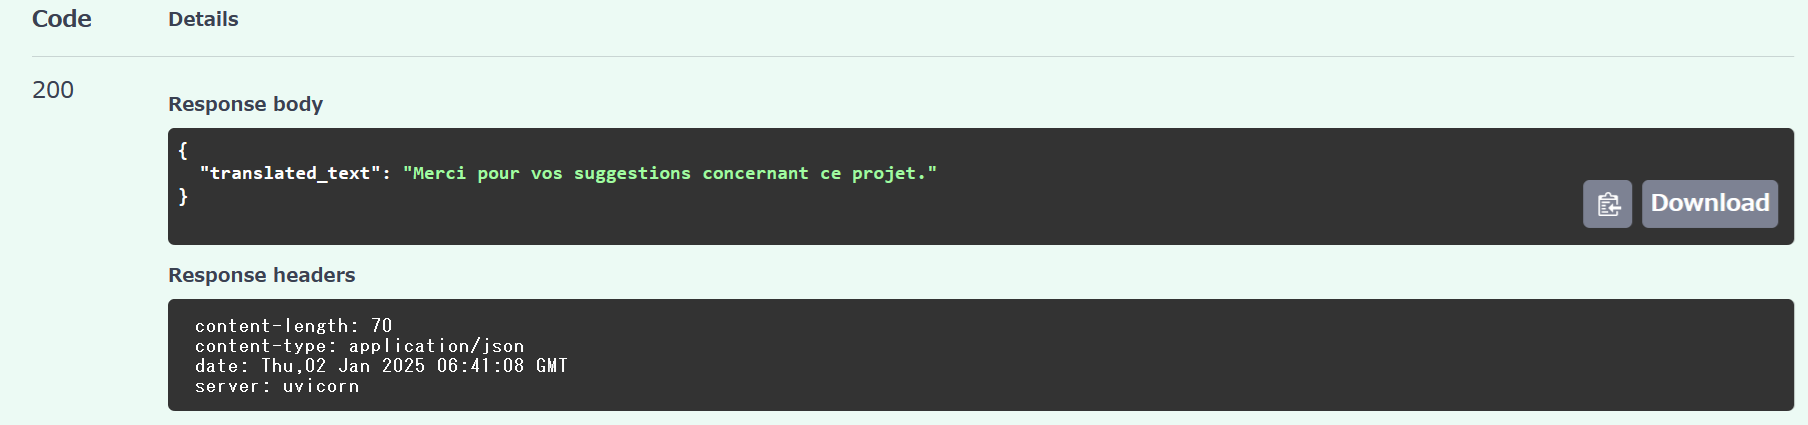 Code Details
200
Response body
{
"translated_text": "Merci pour vos suggestions concernant ce projet."
}
Download
Response headers
content-length: 70
content-type: application/json
date: Thu,02 Jan 2025 06:41:08 GMT
server: uvicorn